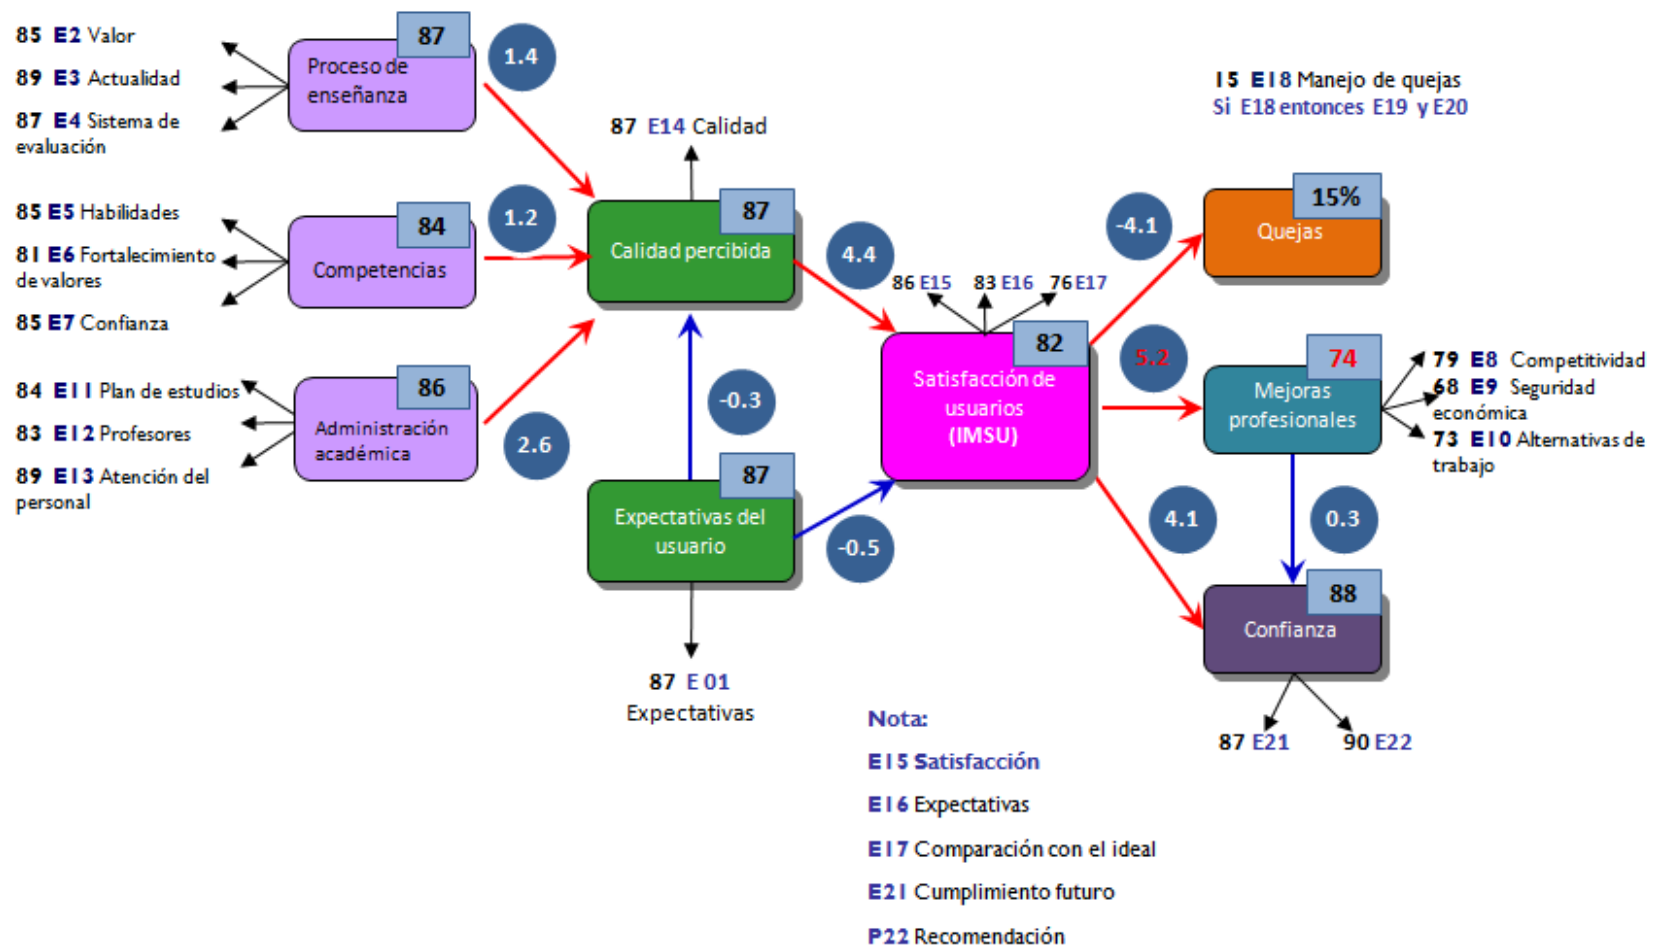 85 E2 Valor
89 E3 Actualidad
87 E4 Sistema de
evaluación
87
Proceso de
enseñanza
1.4
85 E5 Habilidades
81 E6 Fortalecimiento
de valores
85 E7 Confianza
84
Competencias
1.2
84 E11 Plan de estudios
83 E12 Profesores
89 E13 Atención del
personal
86
Administración
académica
2.6
87 E14 Calidad
87
Calidad percibida
4.4
-0.3
87
Expectativas del
usuario
-0.5
87 E 01
Expectativas
86 E15 83 E16 76 E17
82
Satisfacción de
usuarios
(IMSU)
15 E18 Manejo de quejas
Si E18 entonces E19 y E20
-4.1
15%
Quejas
5.2
74
Mejoras
profesionales
79 E8 Competitividad
68 E9 Seguridad
económica
73 E10 Alternativas de
trabajo
4.1
0.3
88
Confianza
87 E21 90 E22
Nota:
E15 Satisfacción
E16 Expectativas
E17 Comparación con el ideal
E21 Cumplimiento futuro
P22 Recomendación